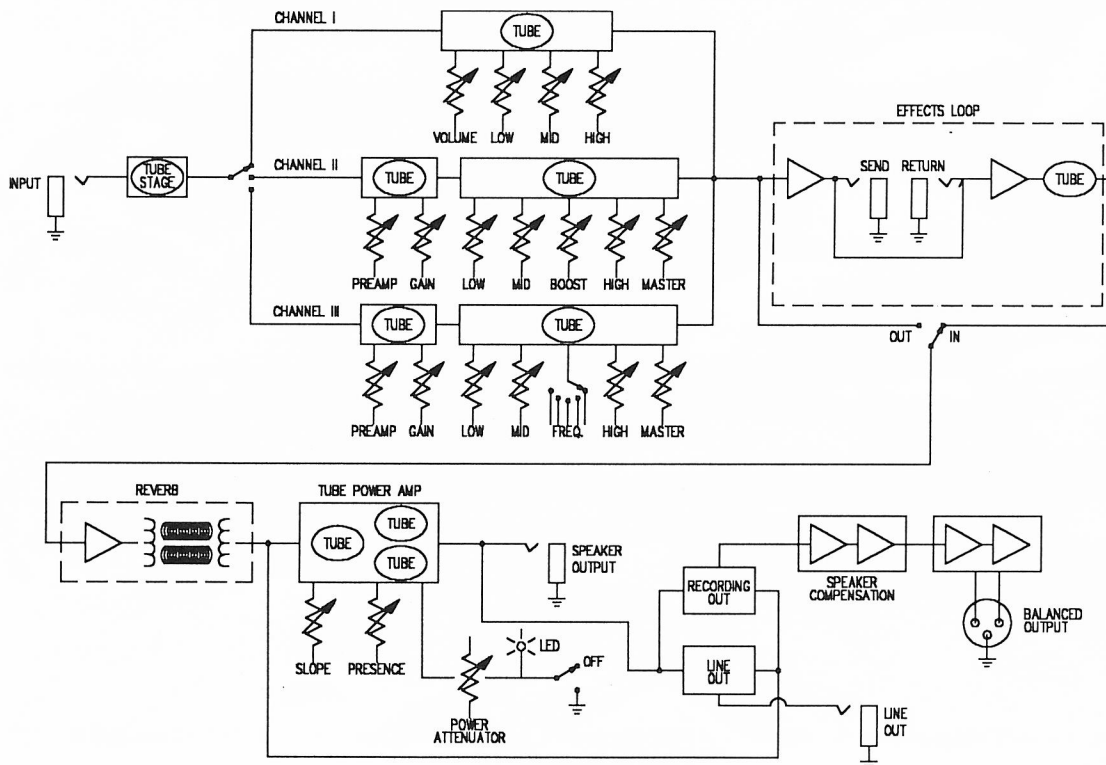 CHANNEL I
TUBE
VOLUME LOW MID HIGH
EFFECTS LOOP
INPUT
TUBE
STAGE
CHANNEL II
TUBE
TUBE
SEND RETURN
TUBE
PREAMP GAIN LOW MID BOOST HIGH MASTER
CHANNEL III
TUBE
TUBE
OUT IN
PREAMP GAIN LOW MID FREQ. HIGH MASTER
REVERB
TUBE POWER AMP
TUBE
TUBE
TUBE
SPEAKER
OUTPUT
RECORDING
OUT
SPEAKER
COMPENSATION
BALANCED
OUTPUT
SLOPE PRESENCE
LED
OFF
LINE
OUT
POWER
ATTENUATOR
LINE
OUT